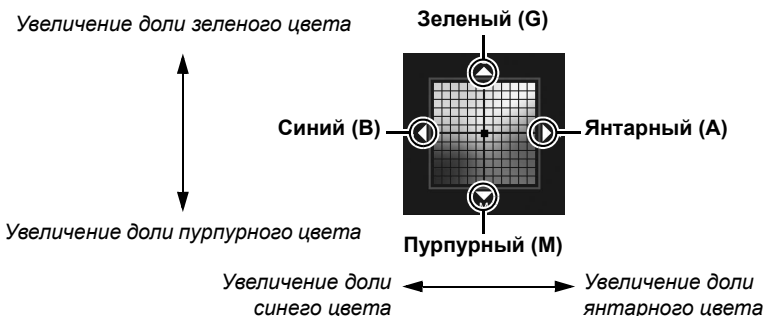 Увеличение доли зеленого цвета
Зеленый (G)
Синий (B)
Янтарный (A)
Увеличение доли пурпурного цвета
Пурпурный (M)
Увеличение доли
синего цвета
Увеличение доли
янтарного цвета